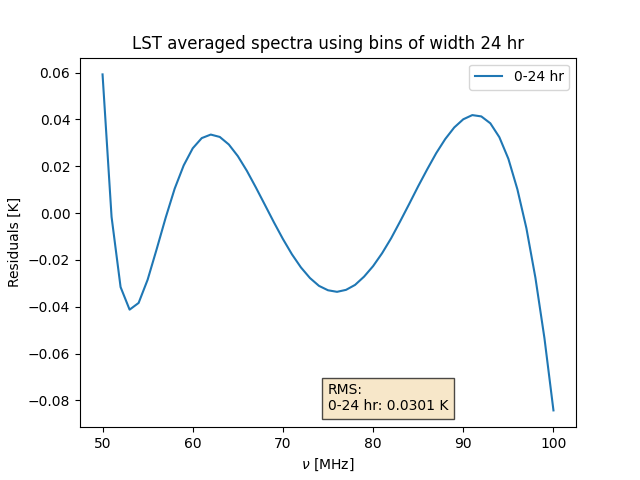 LST averaged spectra using bins of width 24 hr
0-24 hr
0.06
0.04
0.02
0.00
−0.02
−0.04
−0.06
−0.08
Residuals [K]
RMS:
0-24 hr: 0.0301 K
50 60 70 80 90 100
ν [MHz]